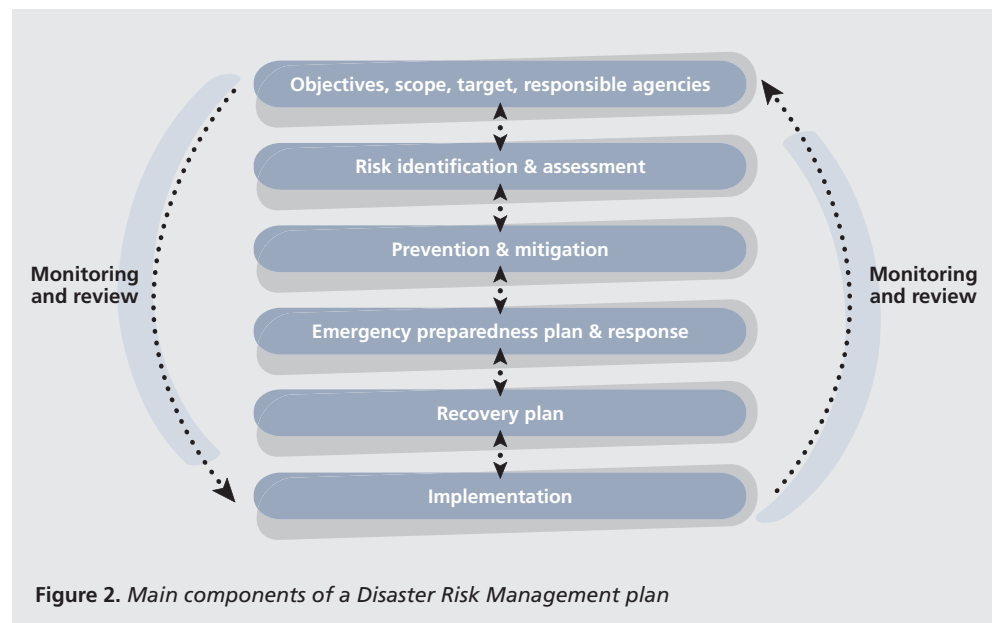 Objectives, scope, target, responsible agencies
Risk identification & assessment
Prevention & mitigation
Monitoring
and review
Monitoring
and review
Emergency preparedness plan & response
Recovery plan
Implementation
Figure 2. Main components of a Disaster Risk Management plan